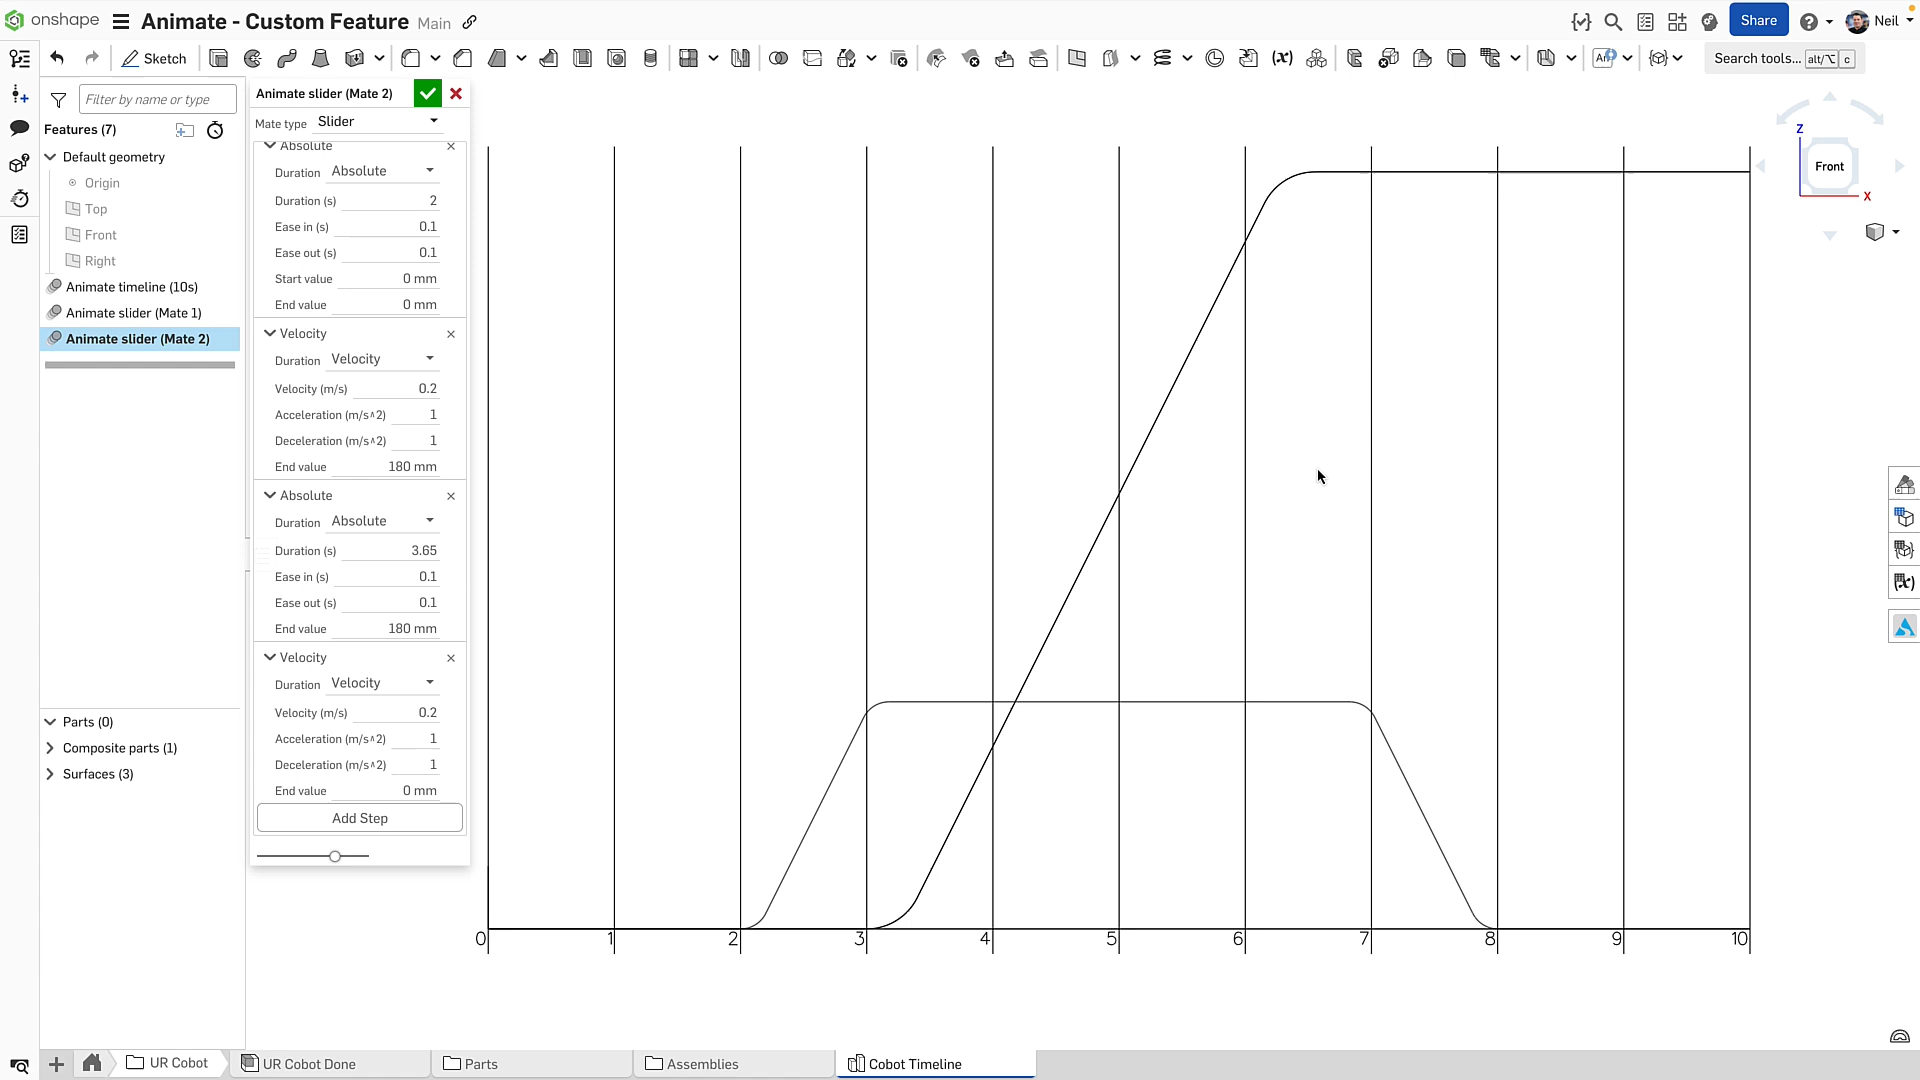 onshape Animate - Custom Feature Main Share Neil
Sketch Search tools... alt/⌥ c
Filter by name or type
Features (7)
Default geometry
Origin
Top
Front
Right
Animate timeline (10s)
Animate slider (Mate 1)
Animate slider (Mate 2)
Parts (0)
Composite parts (1)
Surfaces (3)
Animate slider (Mate 2)
Mate type Slider
Absolute
Duration Absolute
Duration (s) 2
Ease in (s) 0.1
Ease out (s) 0.1
Start value 0 mm
End value 0 mm
Velocity
Duration Velocity
Velocity (m/s) 0.2
Acceleration (m/s^2) 1
Deceleration (m/s^2) 1
End value 180 mm
Absolute
Duration Absolute
Duration (s) 3.65
Ease in (s) 0.1
Ease out (s) 0.1
End value 180 mm
Velocity
Duration Velocity
Velocity (m/s) 0.2
Acceleration (m/s^2) 1
Deceleration (m/s^2) 1
End value 0 mm
Add Step
0 1 2 3 4 5 6 7 8 9 10
Z
Front
X
UR Cobot UR Cobot Done Parts Assemblies Cobot Timeline